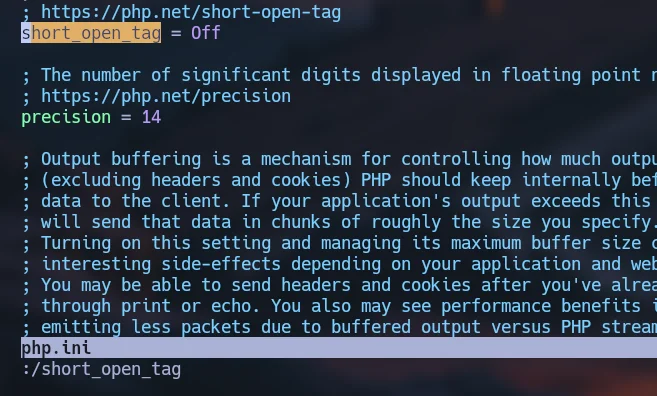 ; https://php.net/short-open-tag
short_open_tag = Off
; The number of significant digits displayed in floating point
; https://php.net/precision
precision = 14
; Output buffering is a mechanism for controlling how much
; (excluding headers and cookies) PHP should keep internally
; data to the client. If your application's output exceeds this
; will send that data in chunks of roughly the size you specify.
; Turning on this setting and managing its maximum buffer size
; interesting side-effects depending on your application and
; You may be able to send headers and cookies after you've
; through print or echo. You also may see performance benefits
; emitting less packets due to buffered output versus PHP
php.ini
:/short_open_tag